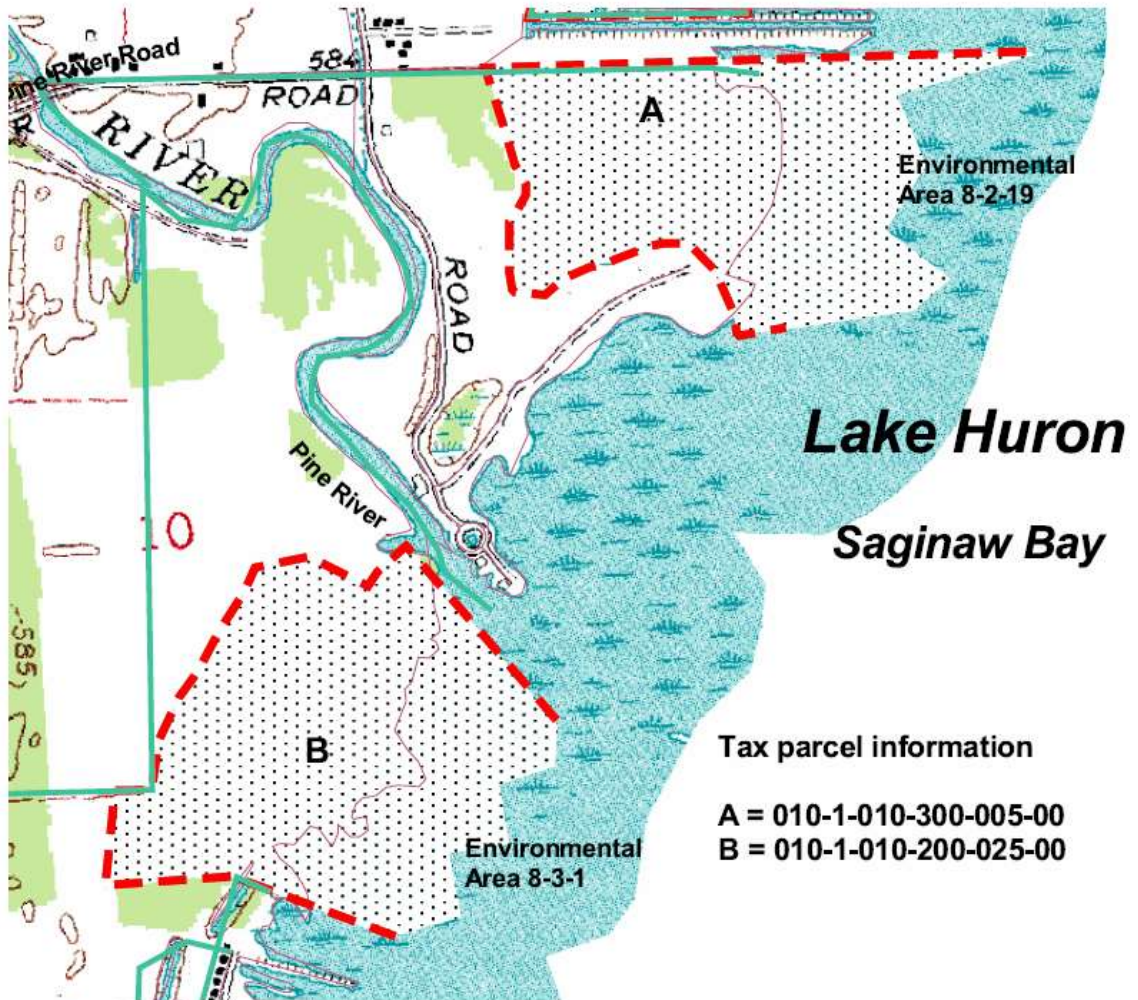 Pine River Road
584
ROAD
A
RIVER
Environmental
Area 8-2-19
ROAD
Lake Huron
Pine River
10
Saginaw Bay
585
B
Tax parcel information
A = 010-1-010-300-005-00
B = 010-1-010-200-025-00
Environmental
Area 8-3-1